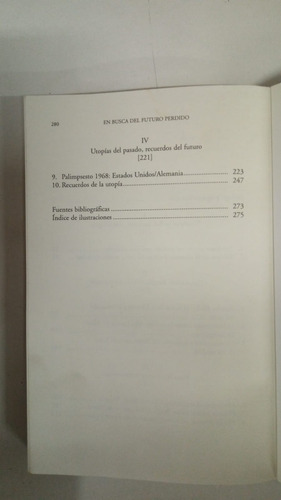 280 EN BUSCA DEL FUTURO PERDIDO
IV
Utopías del pasado, recuerdos del futuro
[221]
9. Palimpsesto 1968: Estados Unidos/Alemania 223
10. Recuerdos de la utopía 247
Fuentes bibliográficas 273
Índice de ilustraciones 275